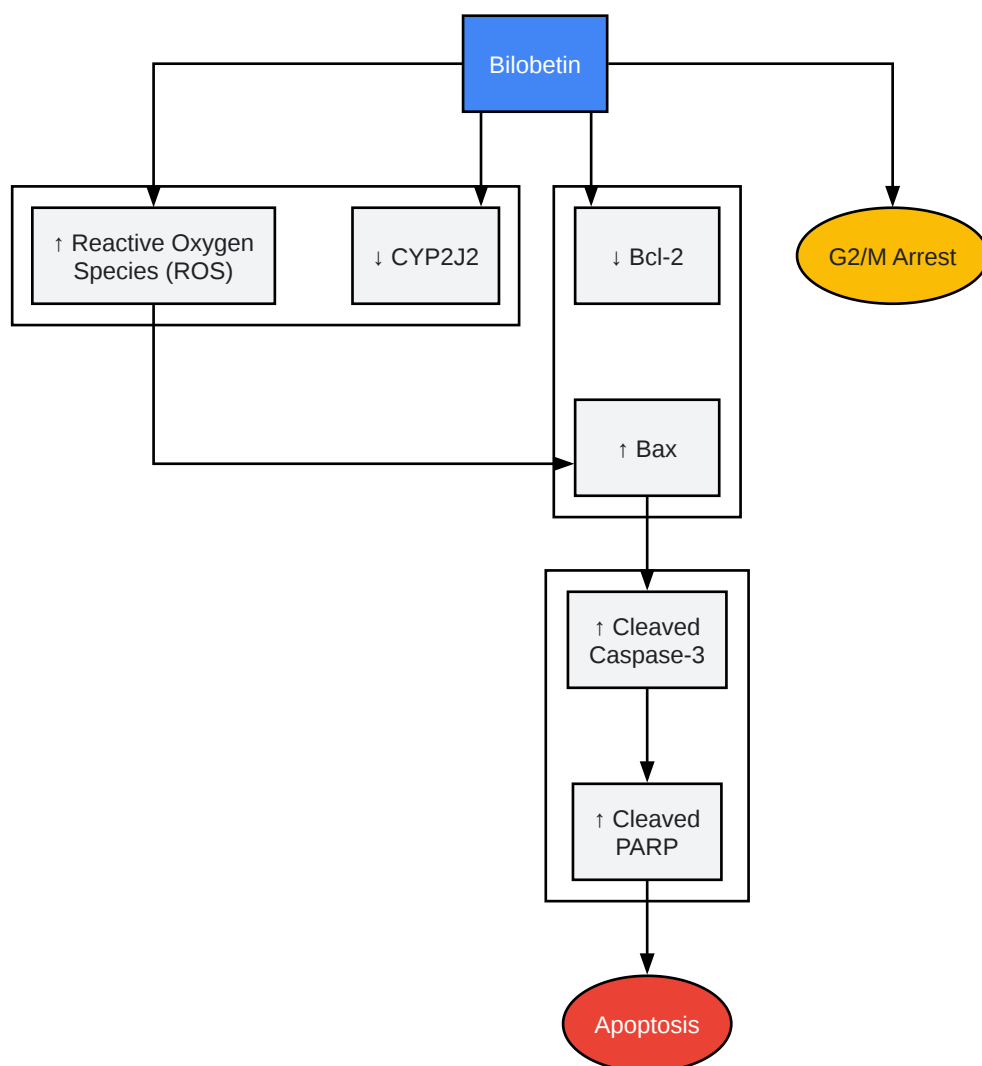 Bilobetin
↑ Reactive Oxygen
Species (ROS)
↓ CYP2J2
↓ Bcl-2
G2/M Arrest
↑ Bax
↑ Cleaved
Caspase-3
↑ Cleaved
PARP
Apoptosis